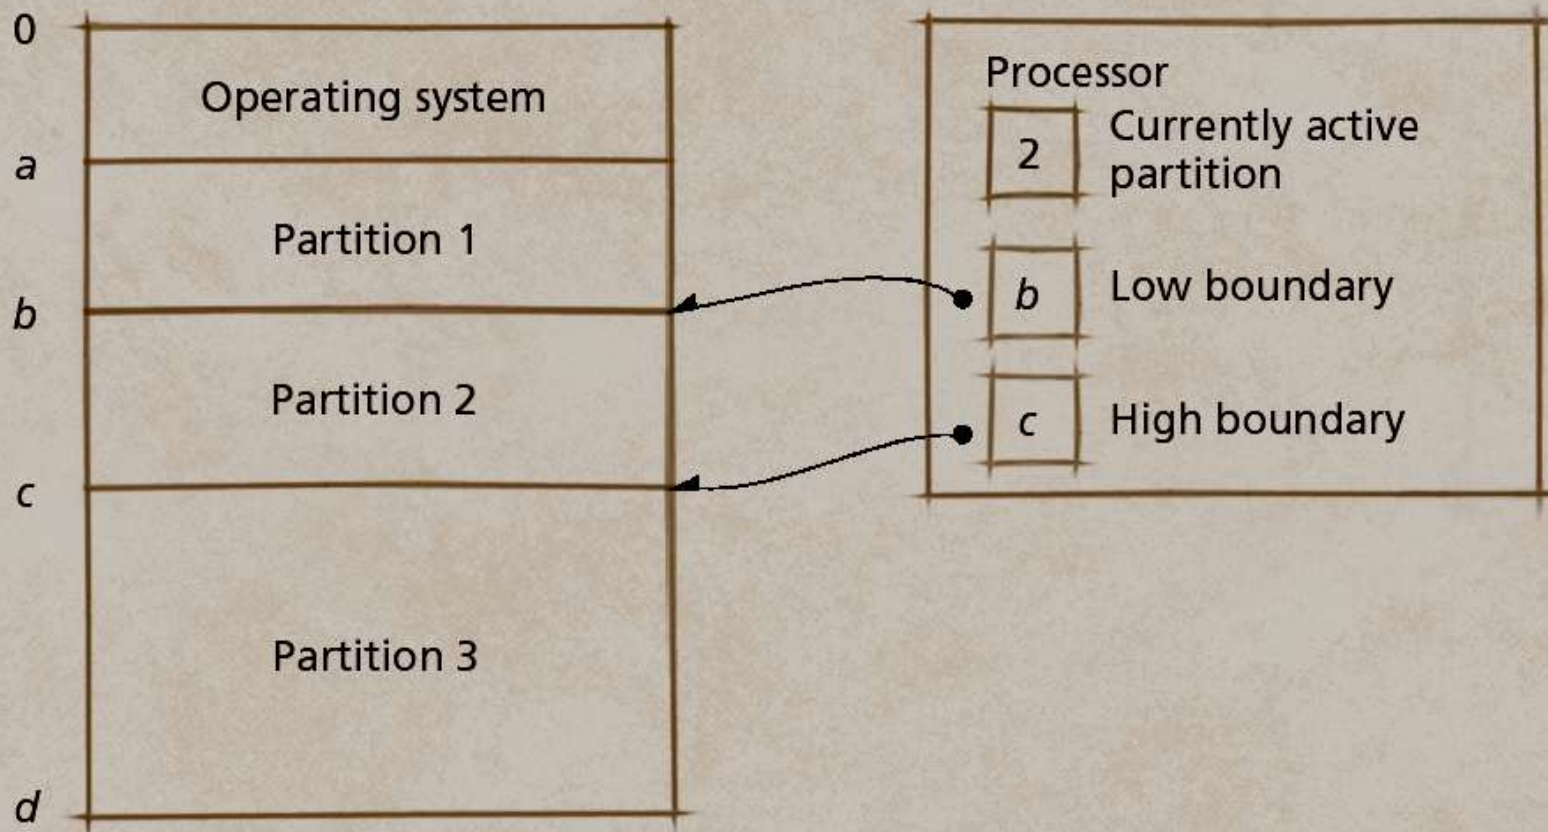 0
Operating system
a
Partition 1
b
Partition 2
c
Partition 3
d
Processor
2
Currently active
partition
b
Low boundary
c
High boundary